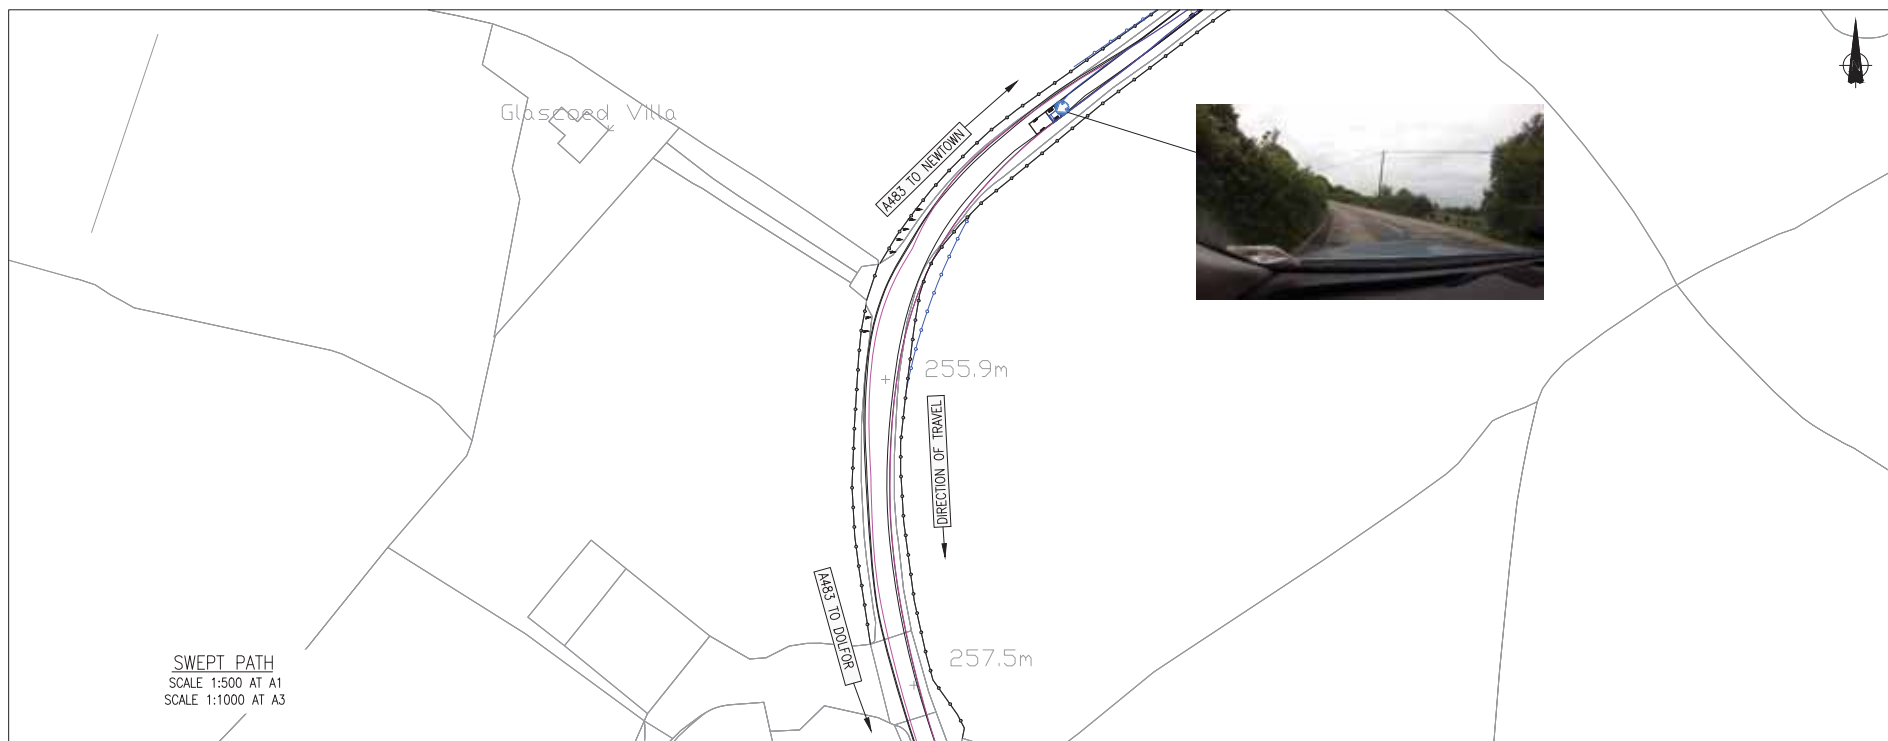 Glascoed Villa
A483 TO NEWTOWN
255.9m
DIRECTION OF TRAVEL
A483 TO DOLFOR
257.5m
SWEPT PATH
SCALE 1:500 AT A1
SCALE 1:1000 AT A3